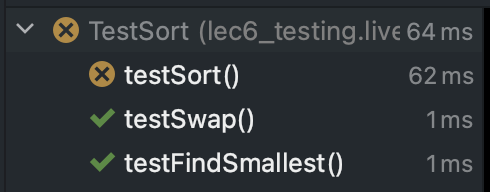 TestSort (lec6_testing.live 64 ms
testSort() 62 ms
testSwap() 1 ms
testFindSmallest() 1 ms